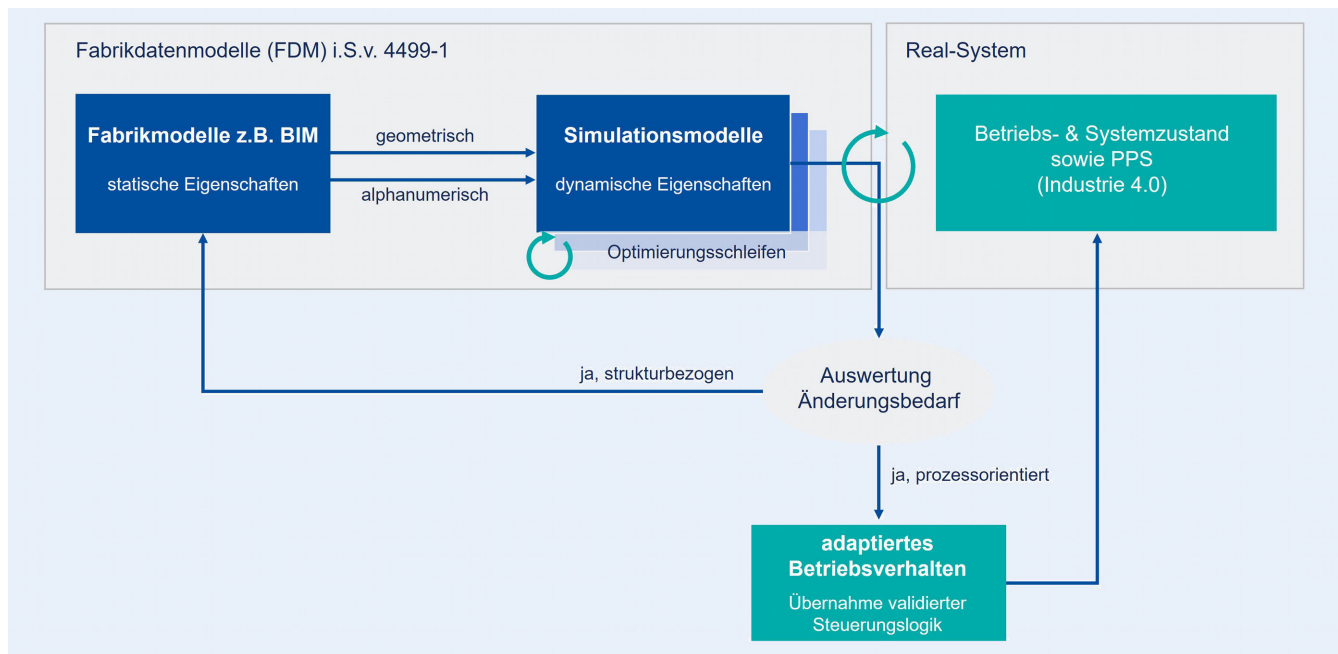 Fabrikdatenmodelle (FDM) i.S.v. 4499-1
Real-System
Fabrikmodelle z.B. BIM
statische Eigenschaften
geometrisch
alphanumerisch
Simulationsmodelle
dynamische Eigenschaften
Optimierungsschleifen
Betriebs- & Systemzustand
sowie PPS
(Industrie 4.0)
ja, strukturbezogen
Auswertung
Änderungsbedarf
ja, prozessorientiert
adaptiertes
Betriebsverhalten
Übernahme validierter
Steuerungslogik